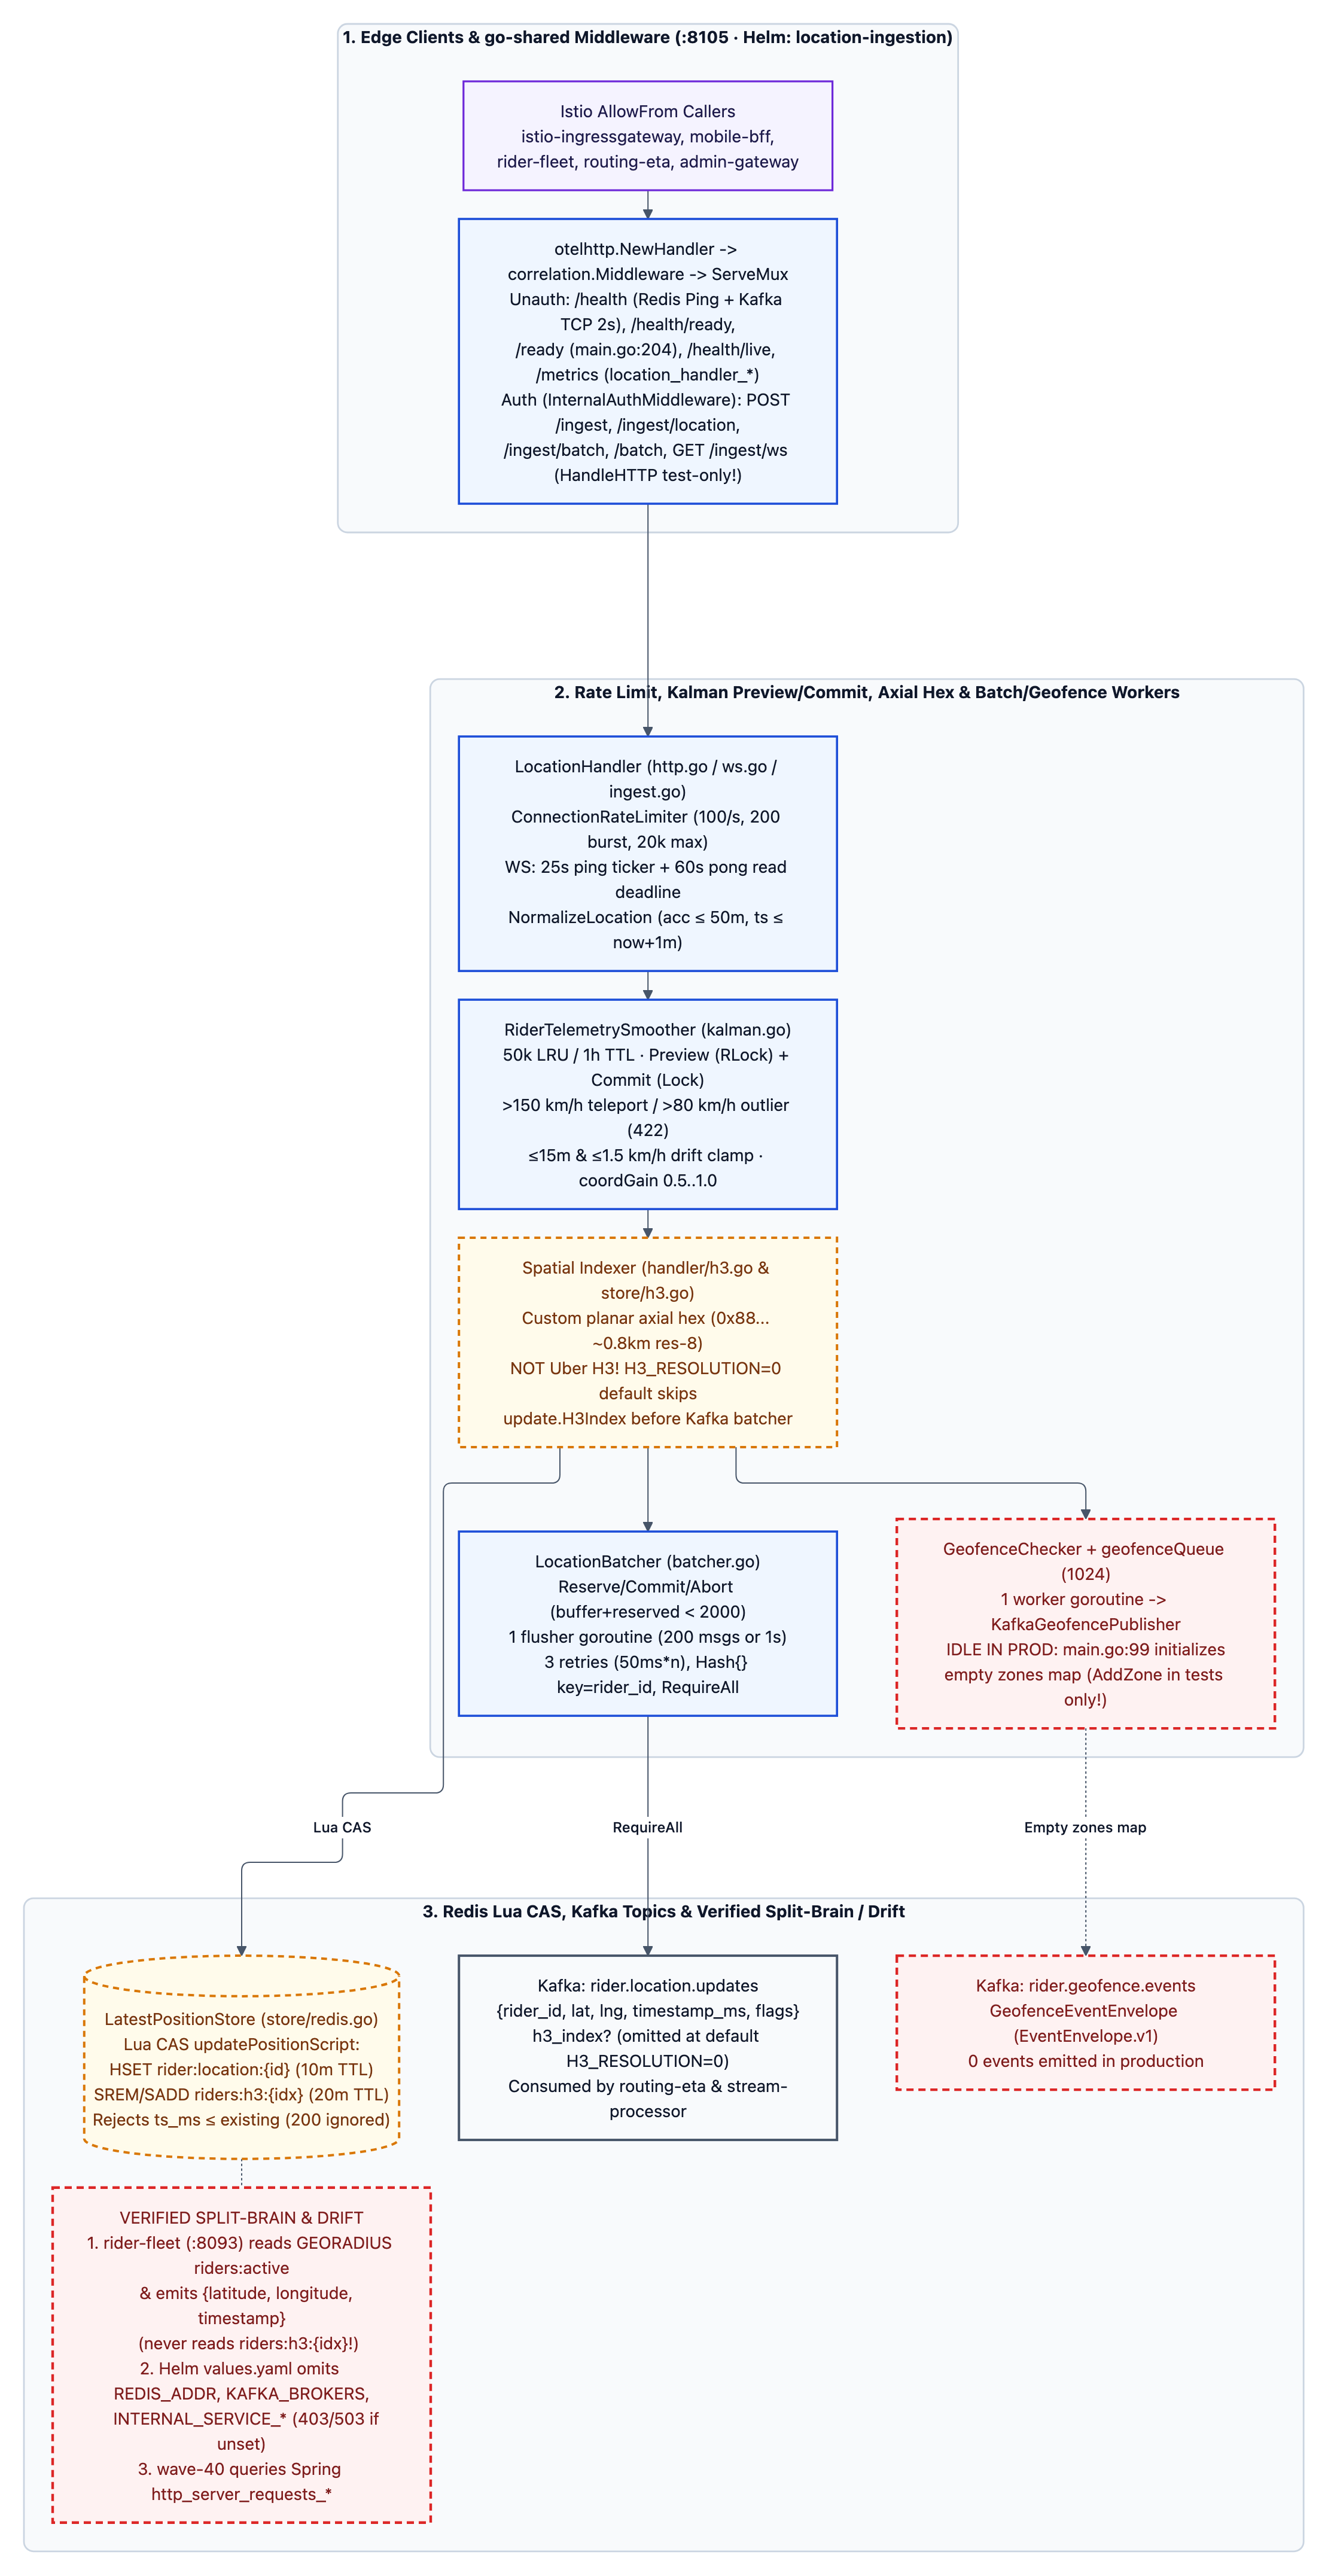 1. Edge Clients & go-shared Middleware (:8105 · Helm: location-ingestion)
Istio AllowFrom Callers
istio-ingressgateway, mobile-bff,
rider-fleet, routing-eta, admin-gateway
otelhttp.NewHandler ->
correlation.Middleware -> ServeMux
Unauth: /health (Redis Ping + Kafka
TCP 2s), /health/ready,
/ready (main.go:204), /health/live,
/metrics (location_handler_*)
Auth (InternalAuthMiddleware): POST
/ingest, /ingest/location,
/ingest/batch, /batch, GET /ingest/ws
(HandleHTTP test-only!)
2. Rate Limit, Kalman Preview/Commit, Axial Hex & Batch/Geofence Workers
LocationHandler (http.go / ws.go /
ingest.go)
ConnectionRateLimiter (100/s, 200
burst, 20k max)
WS: 25s ping ticker + 60s pong read
deadline
NormalizeLocation (acc ≤ 50m, ts ≤
now+1m)
RiderTelemetrySmoother (kalman.go)
50k LRU / 1h TTL · Preview (RLock) +
Commit (Lock)
>150 km/h teleport / >80 km/h outlier
(422)
≤15m & ≤1.5 km/h drift clamp ·
coordGain 0.5..1.0
Spatial Indexer (handler/h3.go &
store/h3.go)
Custom planar axial hex (0x88...
~0.8km res-8)
NOT Uber H3! H3_RESOLUTION=0
default skips
update.H3Index before Kafka batcher
LocationBatcher (batcher.go)
Reserve/Commit/Abort
(buffer+reserved < 2000)
1 flusher goroutine (200 msgs or 1s)
3 retries (50ms*n), Hash{}
key=rider_id, RequireAll
GeofenceChecker + geofenceQueue
(1024)
1 worker goroutine ->
KafkaGeofencePublisher
IDLE IN PROD: main.go:99 initializes
empty zones map (AddZone in tests
only!)
Lua CAS
RequireAll
Empty zones map
3. Redis Lua CAS, Kafka Topics & Verified Split-Brain / Drift
LatestPositionStore (store/redis.go)
Lua CAS updatePositionScript:
HSET rider:location:{id} (10m TTL)
SREM/SADD riders:h3:{idx} (20m TTL)
Rejects ts_ms ≤ existing (200 ignored)
Kafka: rider.location.updates
{rider_id, lat, lng, timestamp_ms, flags}
h3_index? (omitted at default
H3_RESOLUTION=0)
Consumed by routing-eta & stream-
processor
Kafka: rider.geofence.events
GeofenceEventEnvelope
(EventEnvelope.v1)
0 events emitted in production
VERIFIED SPLIT-BRAIN & DRIFT
1. rider-fleet (:8093) reads GEORADIUS
riders:active
& emits {latitude, longitude,
timestamp}
(never reads riders:h3:{idx}!)
2. Helm values.yaml omits
REDIS_ADDR, KAFKA_BROKERS,
INTERNAL_SERVICE_* (403/503 if
unset)
3. wave-40 queries Spring
http_server_requests_*